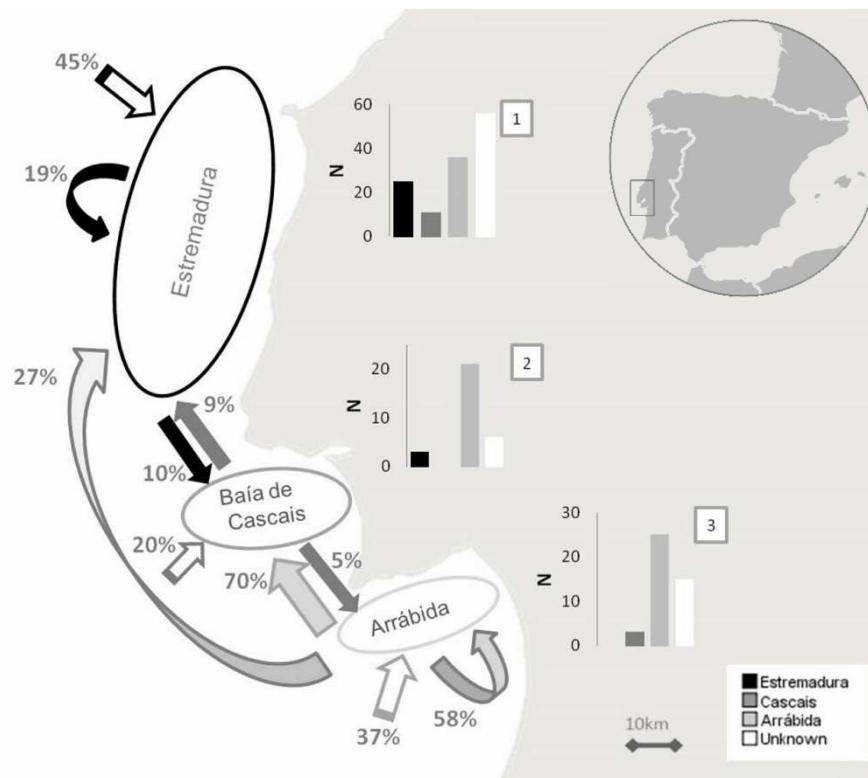 45%
19%
Estremadura
27%
9%
10%
Baía de
Cascais
20%
70%
5%
Arrábida
37%
58%
60
40
20
0
N
1
20
10
0
N
2
30
20
10
0
N
3
Estremadura
Cascais
Arrábida
Unknown
10km